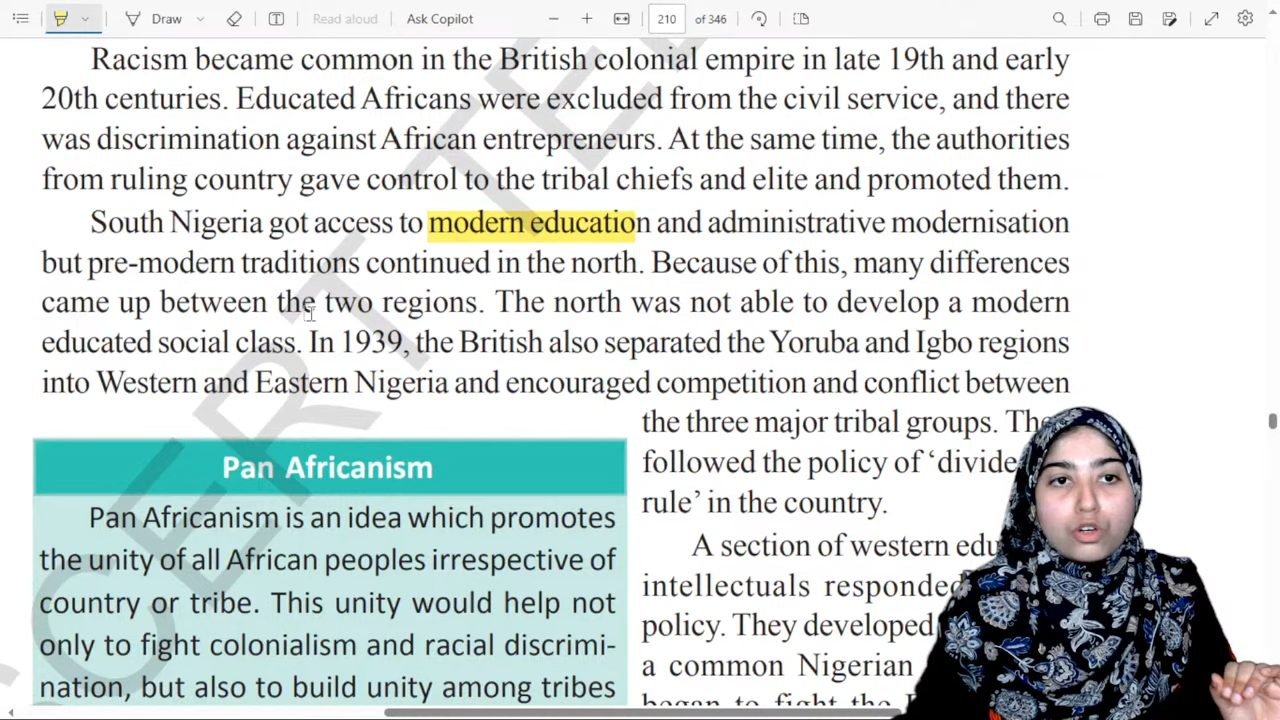 Draw
Read aloud
Ask Copilot
210
of 346
Racism became common in the British colonial empire in late 19th and early
20th centuries. Educated Africans were excluded from the civil service, and there
was discrimination against African entrepreneurs. At the same time, the authorities
from ruling country gave control to the tribal chiefs and elite and promoted them.
South Nigeria got access to modern education and administrative modernisation
but pre-modern traditions continued in the north. Because of this, many differences
came up between the two regions. The north was not able to develop a modern
educated social class. In 1939, the British also separated the Yoruba and Igbo regions
into Western and Eastern Nigeria and encouraged competition and conflict between
the three major tribal groups.
followed the policy of ‘divide
rule’ in the country.
A section of western
intellectuals responded
policy. They developed
a common Nigerian
began to fight the
Pan Africanism
Pan Africanism is an idea which promotes
the unity of all African peoples irrespective of
country or tribe. This unity would help not
only to fight colonialism and racial discrimi-
nation, but also to build unity among tribes